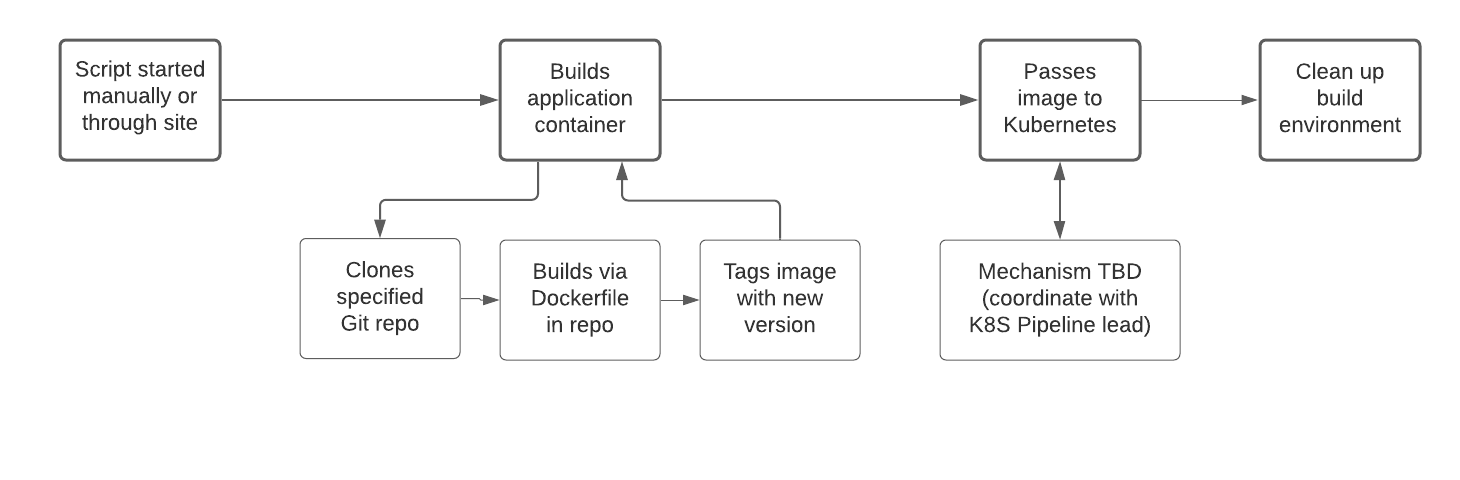 Script started
manually or
through site
Builds
application
container
Passes
image to
Kubernetes
Clean up
build
environment
Clones
specified
Git repo
Builds via
Dockerfile
in repo
Tags image
with new
version
Mechanism TBD
(coordinate with
K8S Pipeline lead)